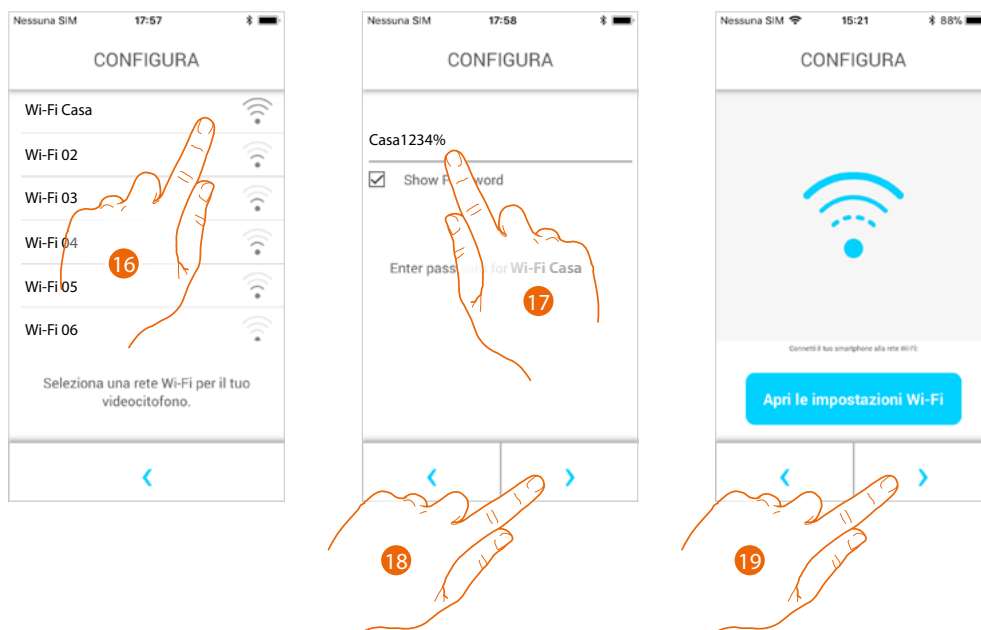 Nessuna SIM 17:57
CONFIGURA
Wi-Fi Casa
Wi-Fi 02
Wi-Fi 03
Wi-Fi 04
Wi-Fi 05
Wi-Fi 06
16
Seleziona una rete Wi-Fi per il tuo
videocitofono.
Nessuna SIM 17:58
CONFIGURA
Casa1234%
Show Password
Enter password for Wi-Fi Casa
17
18
Nessuna SIM 15:21 88%
CONFIGURA
Connetti il tuo smartphone alla rete Wi-Fi:
Apri le impostazioni Wi-Fi
19